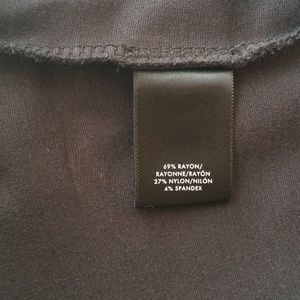 69% RAYON/
RAYONNE/RAYÓN
27% NYLON/NILÓN
4% SPANDEX